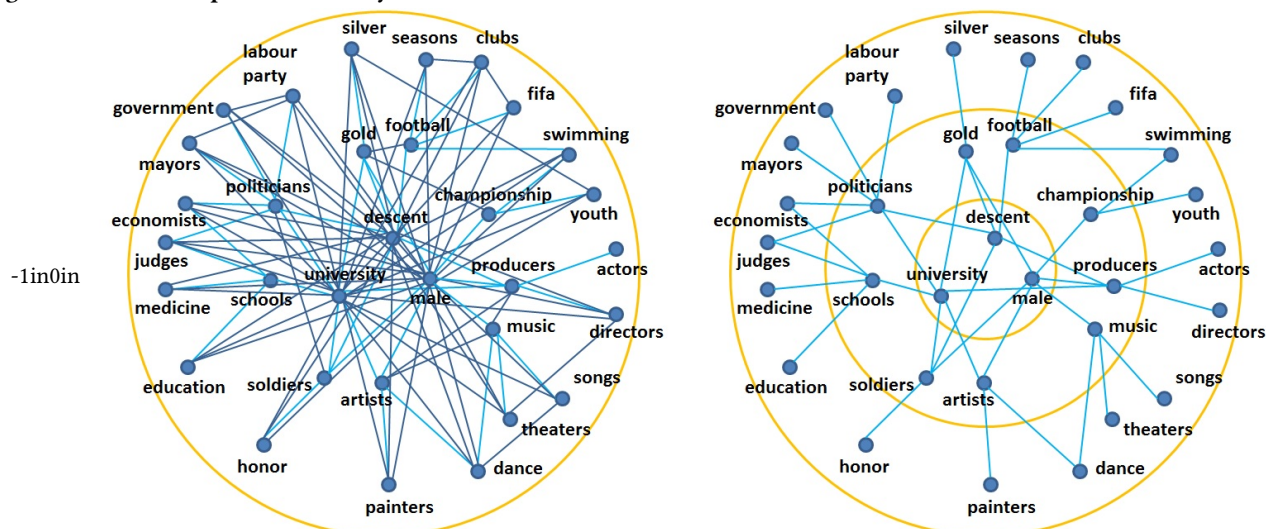 silver
seasons
clubs
labour
party
government
fifa
gold
football
swimming
mayors
politicians
championship
descent
youth
economists
judges
university
producers
actors
schools
male
medicine
directors
music
education
soldiers
artists
songs
theaters
honor
dance
painters
-1in0in
silver
seasons
clubs
labour
party
government
fifa
gold
football
swimming
mayors
politicians
championship
descent
youth
economists
judges
university
producers
actors
schools
male
medicine
directors
music
education
soldiers
artists
songs
theaters
honor
dance
painters